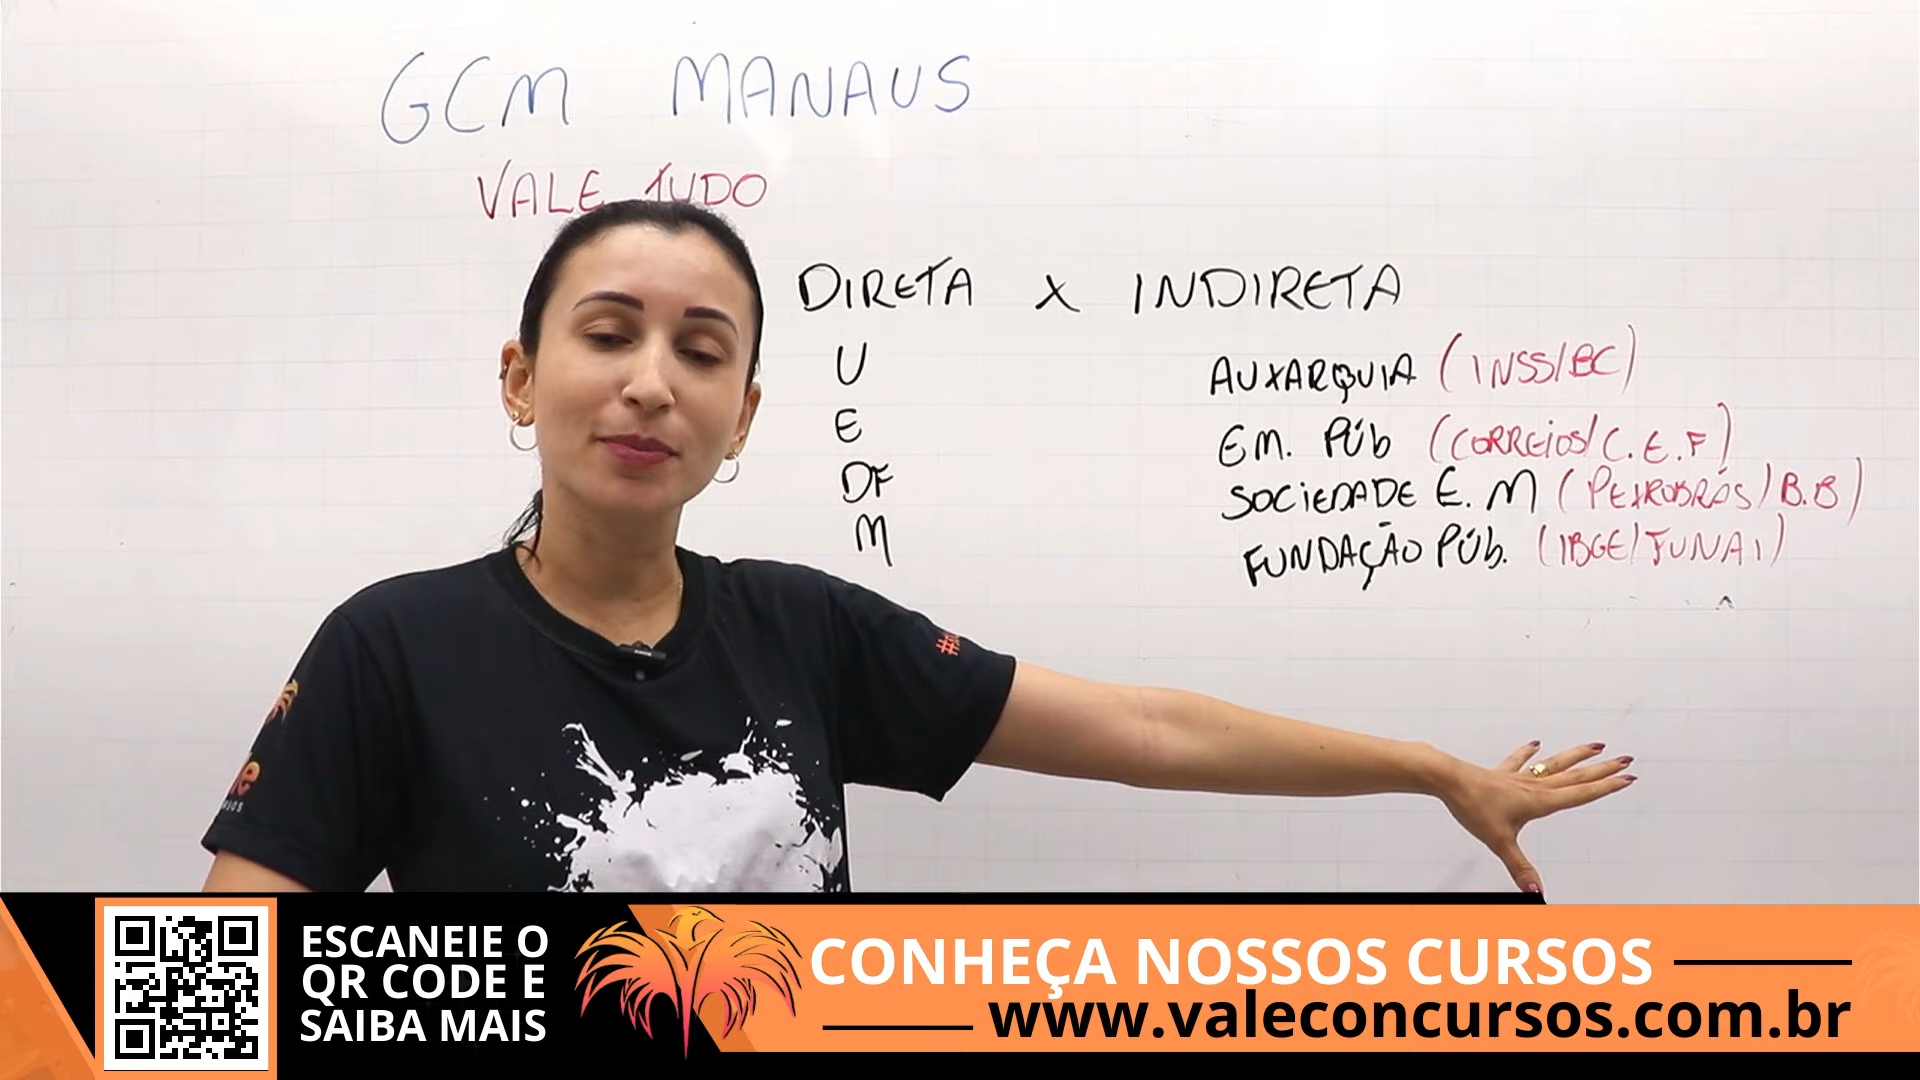 GCM MANAUS
VALE TUDO
DIRETA X INDIRETA
U
E
DF
M
AUTARQUIA (INSS/BC)
EM. PÚB (CORREIOS/C.E.F)
SOCIEDADE E. M (PETROBRÁS/B.B)
FUNDAÇÃO PÚB. (IBGE/FUNAI)
ESCANEIE O
QR CODE E
SAIBA MAIS
CONHEÇA NOSSOS CURSOS
www.valeconcursos.com.br